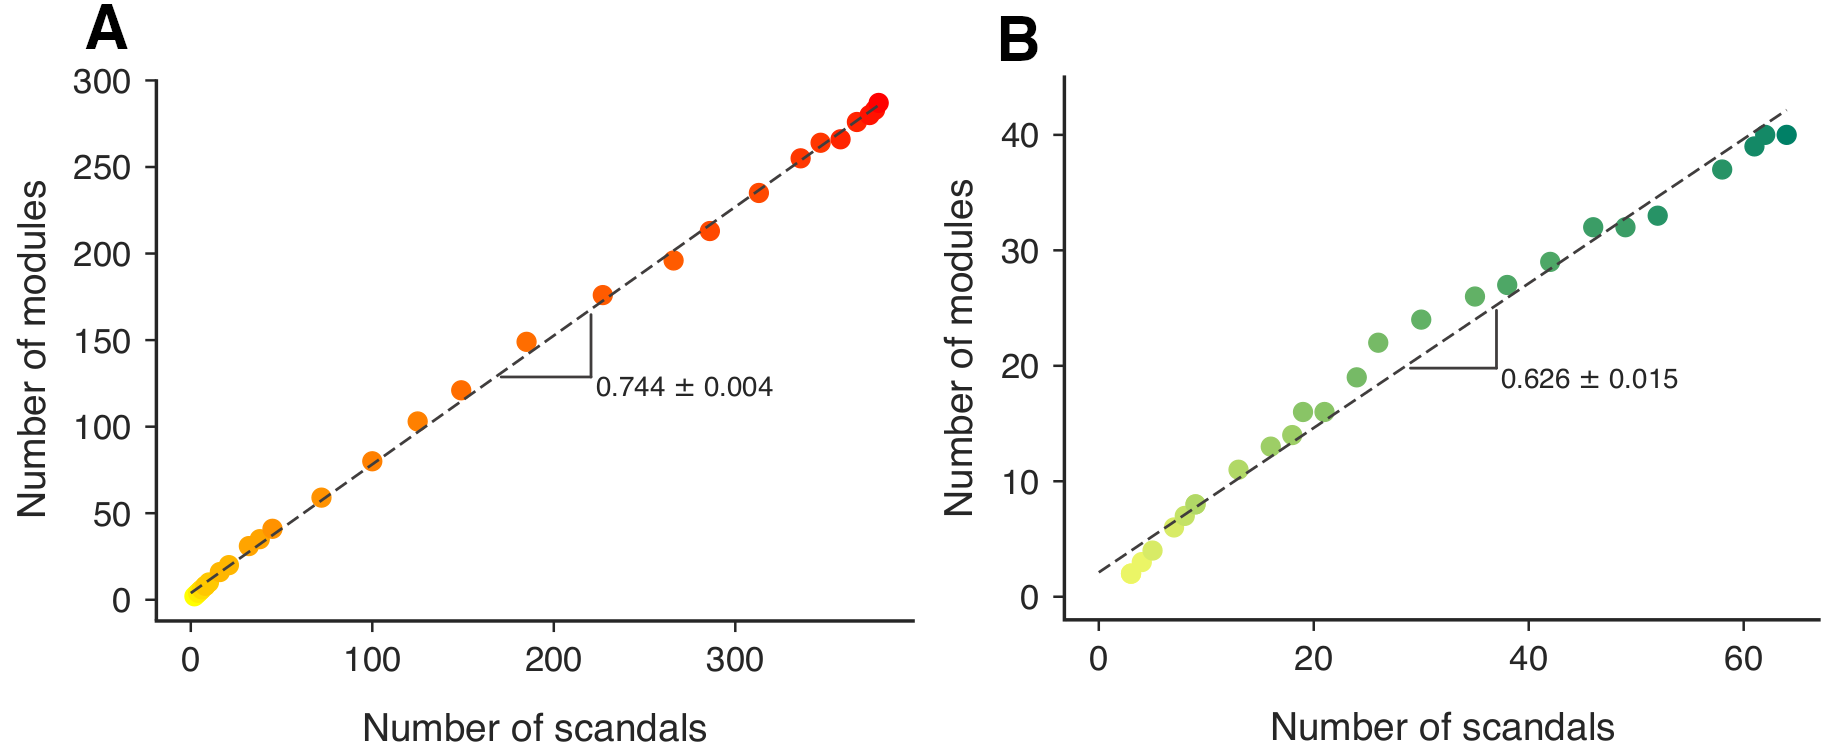 A
300
250
200
150
100
50
0
0 100 200 300
Number of modules
Number of scandals
0.744 ± 0.004
B
40
30
20
10
0
0 20 40 60
Number of modules
Number of scandals
0.626 ± 0.015